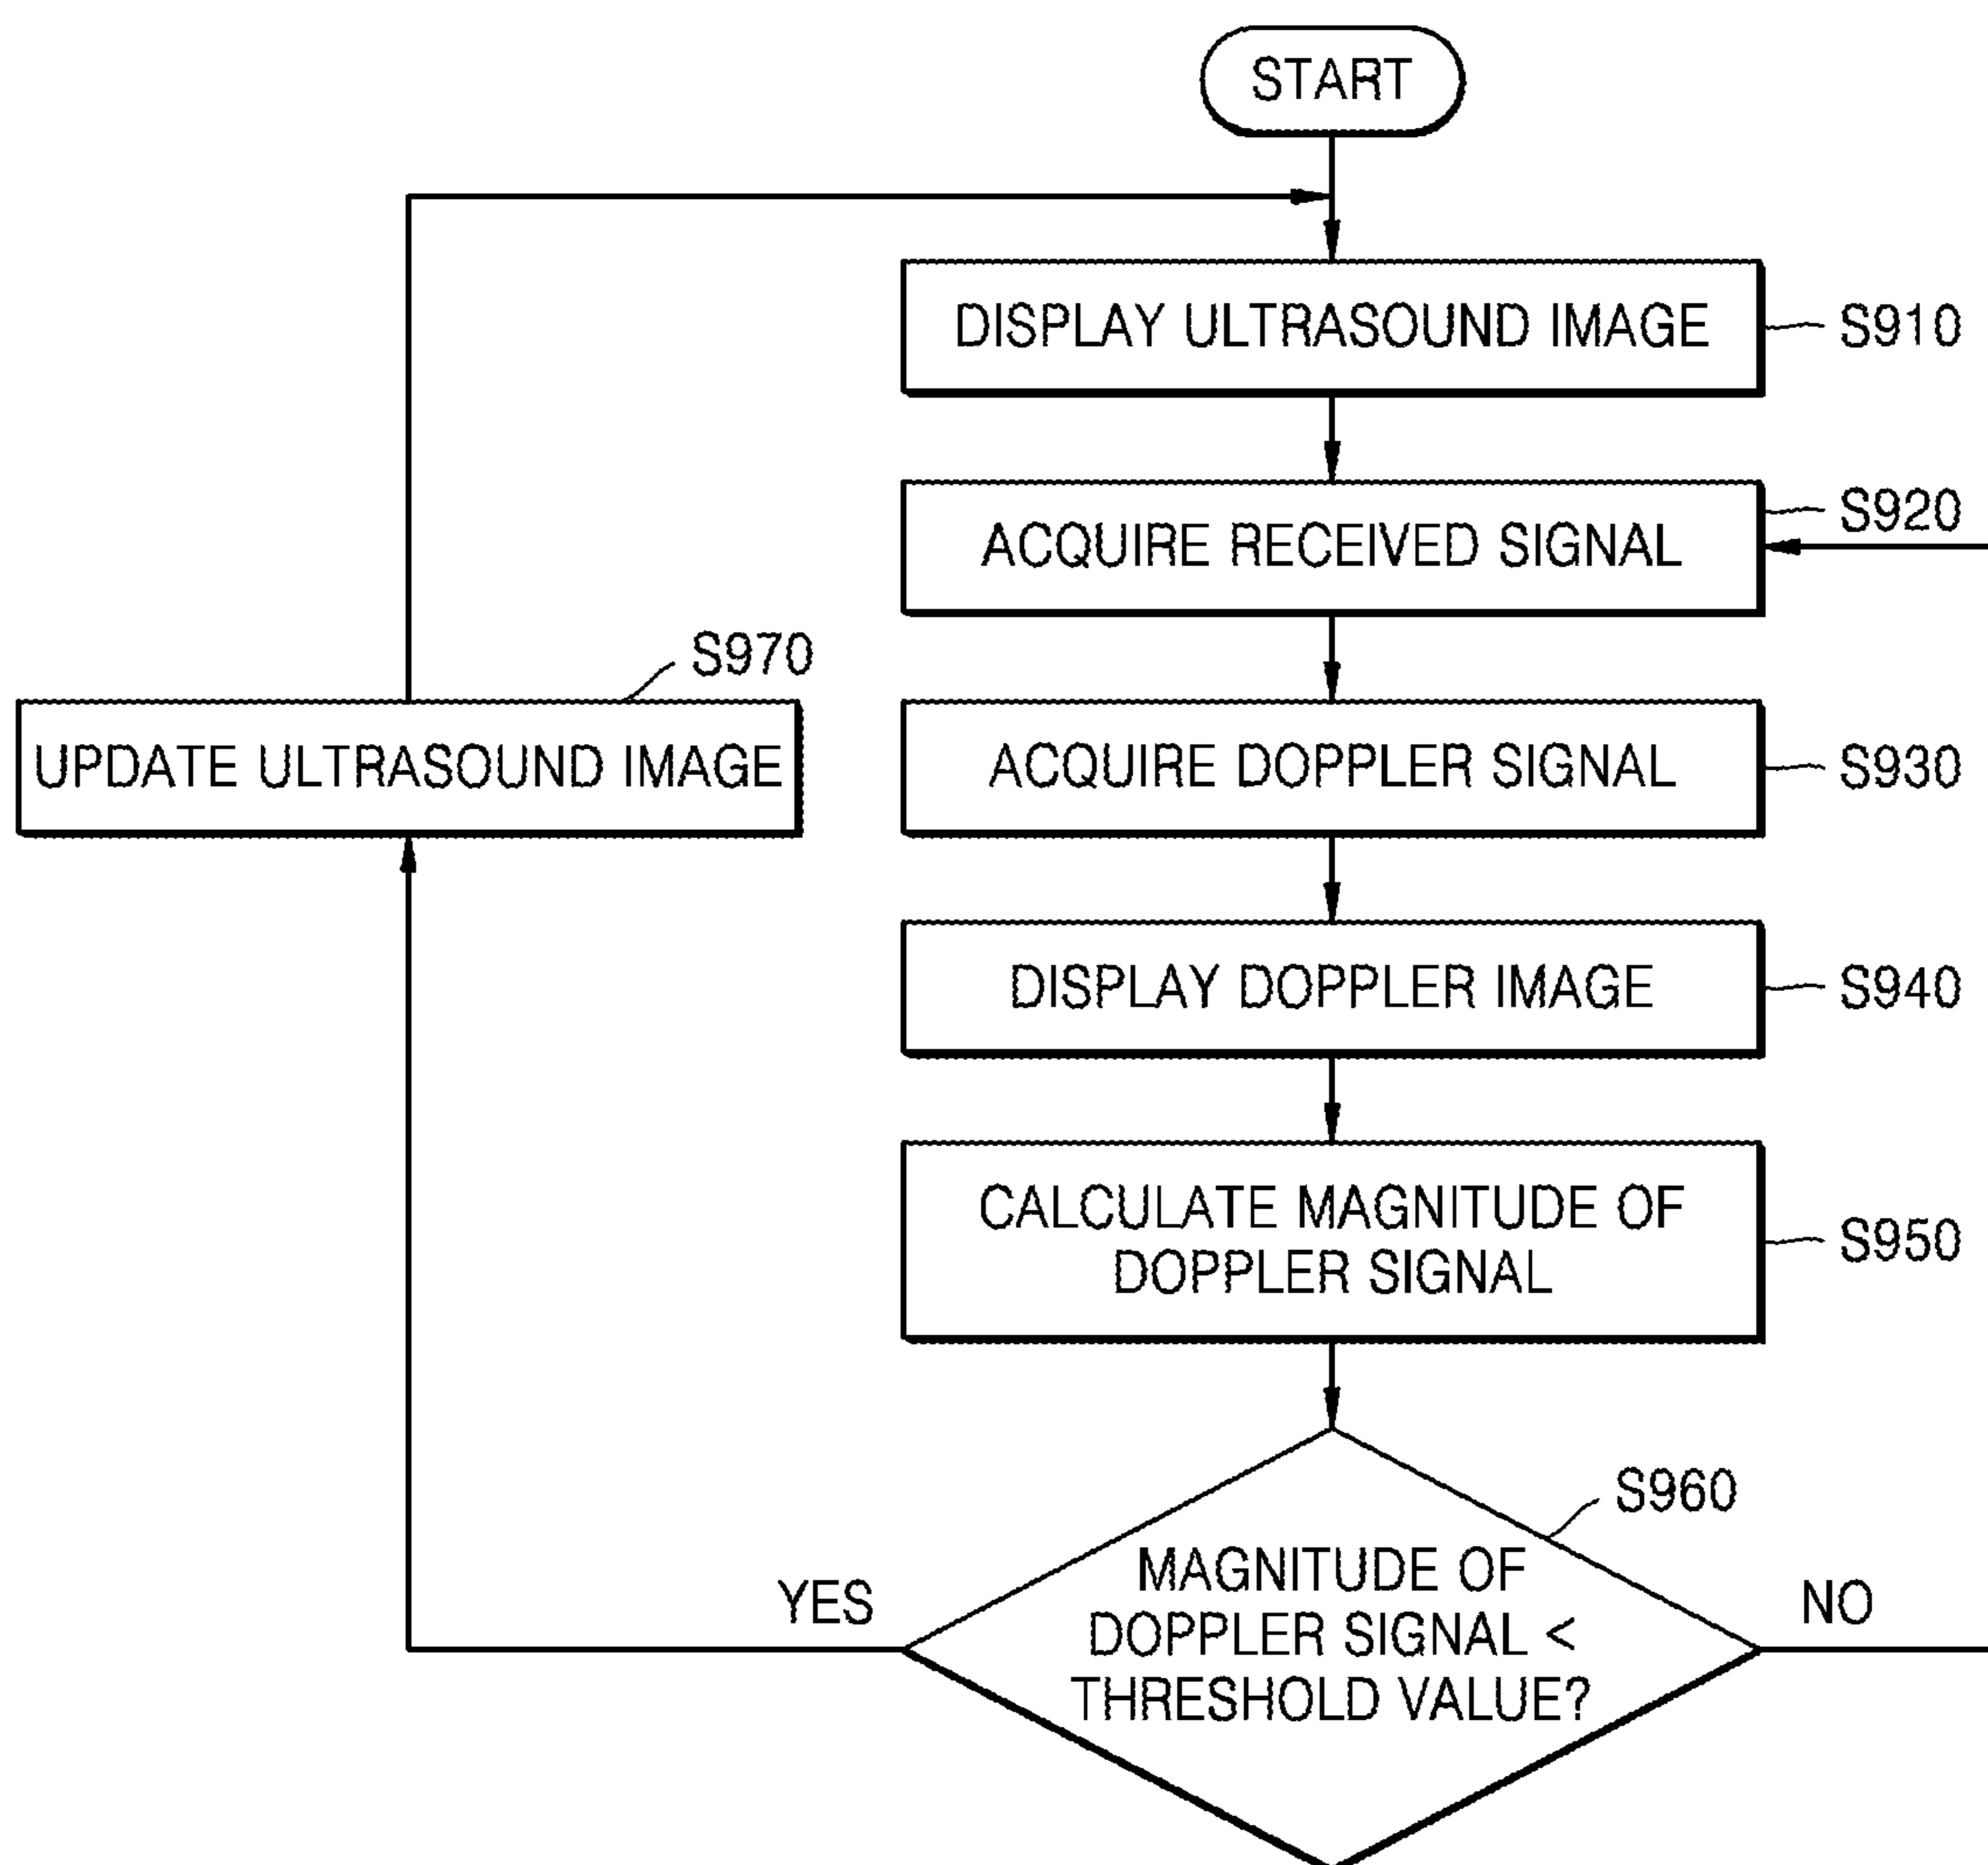 START
DISPLAY ULTRASOUND IMAGE
S910
ACQUIRE RECEIVED SIGNAL
S920
S970
UPDATE ULTRASOUND IMAGE
ACQUIRE DOPPLER SIGNAL
S930
DISPLAY DOPPLER IMAGE
S940
CALCULATE MAGNITUDE OF
DOPPLER SIGNAL
S950
S960
MAGNITUDE OF
DOPPLER SIGNAL <
THRESHOLD VALUE?
YES
NO